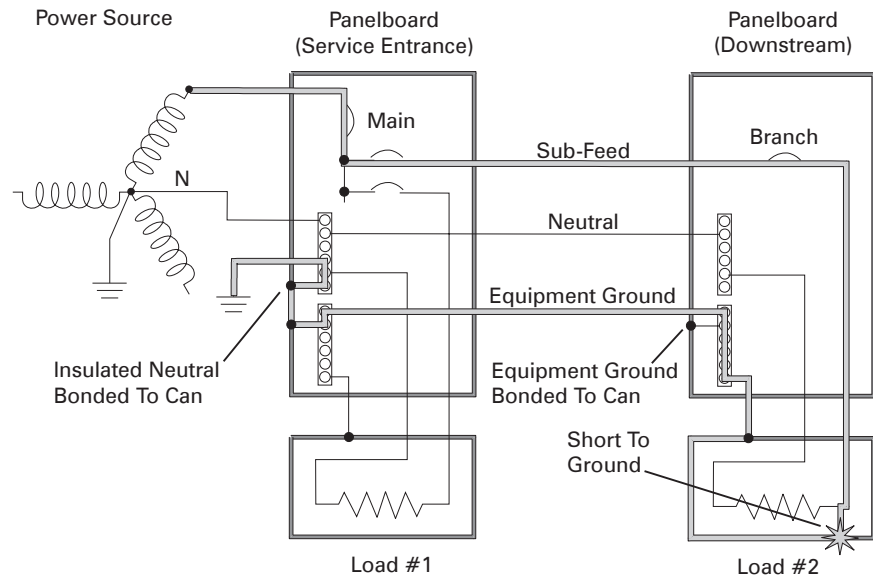 Power Source
Panelboard
(Service Entrance)
Panelboard
(Downstream)
Main
Branch
Sub-Feed
N
Neutral
Equipment Ground
Insulated Neutral
Bonded To Can
Equipment Ground
Bonded To Can
Short To
Ground
Load #1
Load #2